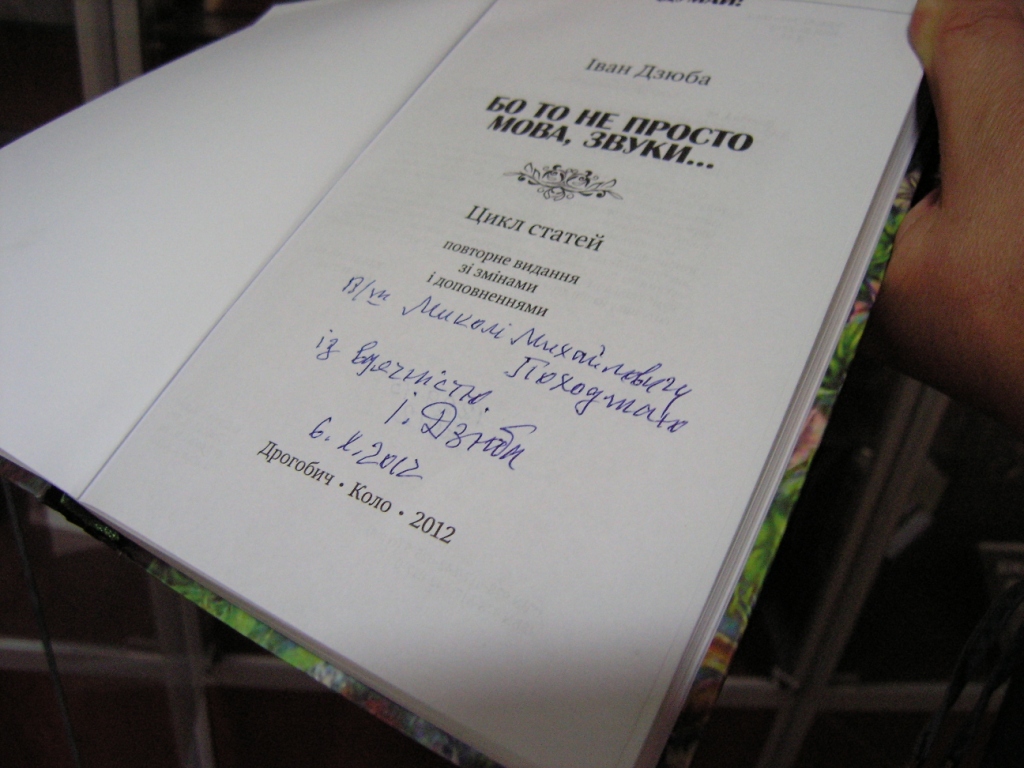 Іван Дзюба
БО ТО НЕ ПРОСТО
МОВА, ЗВУКИ...
Цикл статей
повторне видання
зі змінами
і доповненнями
В/ш Миколі Михайловичу
із вдячністю.
І. Дзюба
6. X. 2012
Дрогобич • Коло • 2012